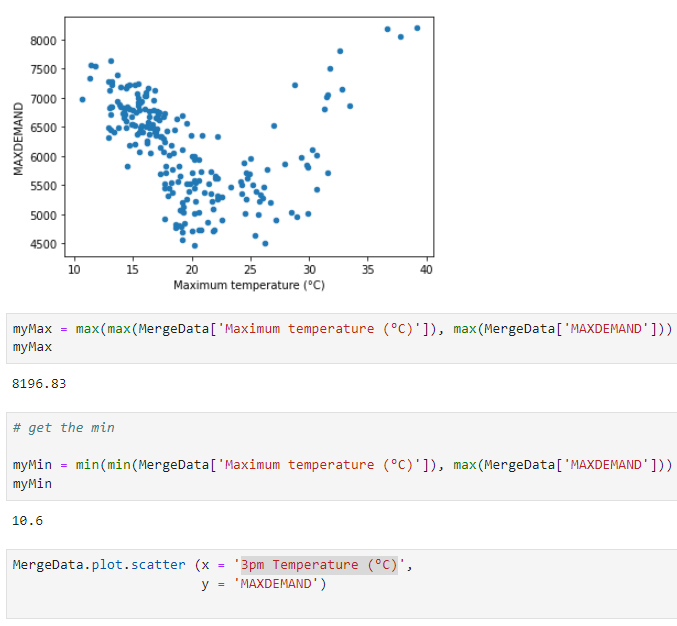 8000
7500
7000
6500
6000
5500
5000
4500
MAXDEMAND
10 15 20 25 30 35 40
Maximum temperature (°C)
myMax = max(max(MergeData['Maximum temperature (°C)']), max(MergeData['MAXDEMAND']))
myMax
8196.83
# get the min
myMin = min(min(MergeData['Maximum temperature (°C)']), max(MergeData['MAXDEMAND']))
myMin
10.6
MergeData.plot.scatter (x = '3pm Temperature (°C)',
y = 'MAXDEMAND')